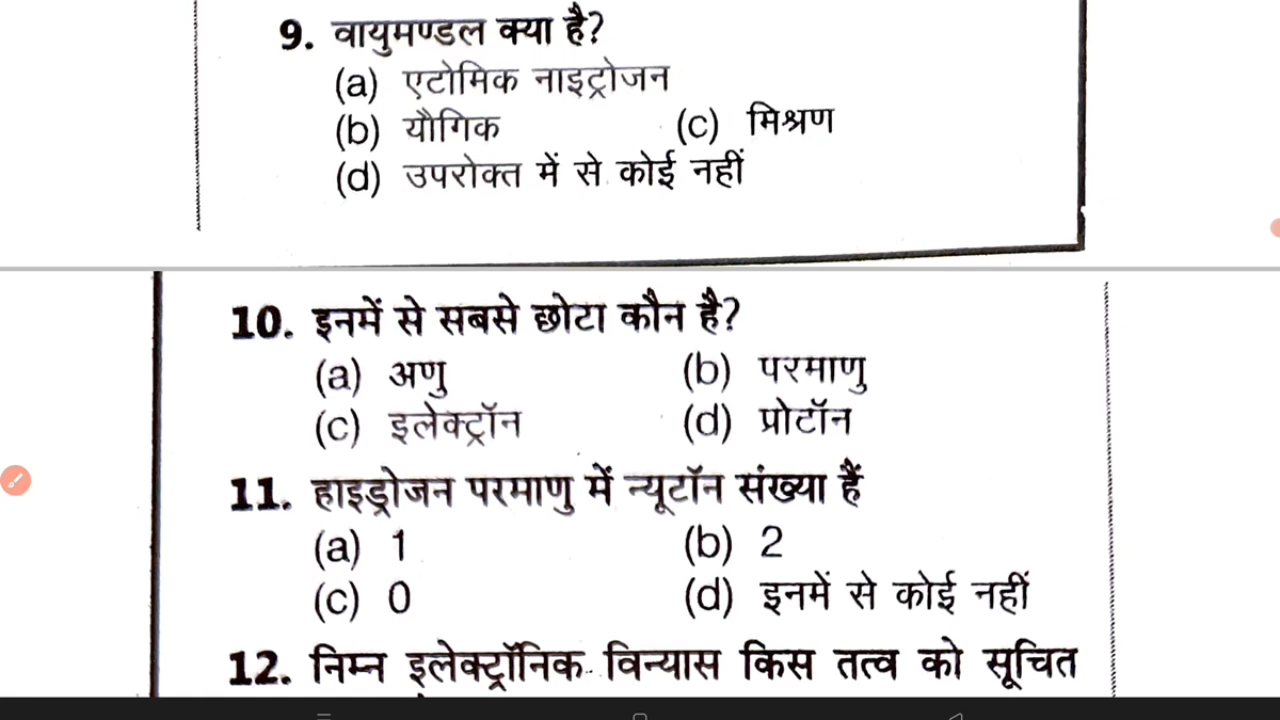 9. वायुमण्डल क्या है?
(a) एटोमिक नाइट्रोजन
(b) यौगिक (c) मिश्रण
(d) उपरोक्त में से कोई नहीं
10. इनमें से सबसे छोटा कौन है?
(a) अणु (b) परमाणु
(c) इलेक्ट्रॉन (d) प्रोटॉन
11. हाइड्रोजन परमाणु में न्यूटॉन संख्या हैं
(a) 1 (b) 2
(c) 0 (d) इनमें से कोई नहीं
12. निम्न इलेक्ट्रॉनिक विन्यास किस तत्व को सूचित